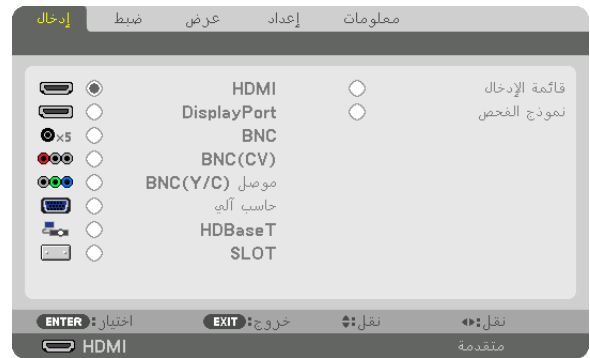 إدخال ضبط عرض إعداد معلومات
HDMI قائمة الإدخال
DisplayPort نموذج الفحص
×5 BNC
BNC(CV)
موصل BNC(Y/C)
حاسب آلي
HDBaseT
SLOT
ENTER :اختيار EXIT :خروج نقل: نقل:
HDMI متقدمة